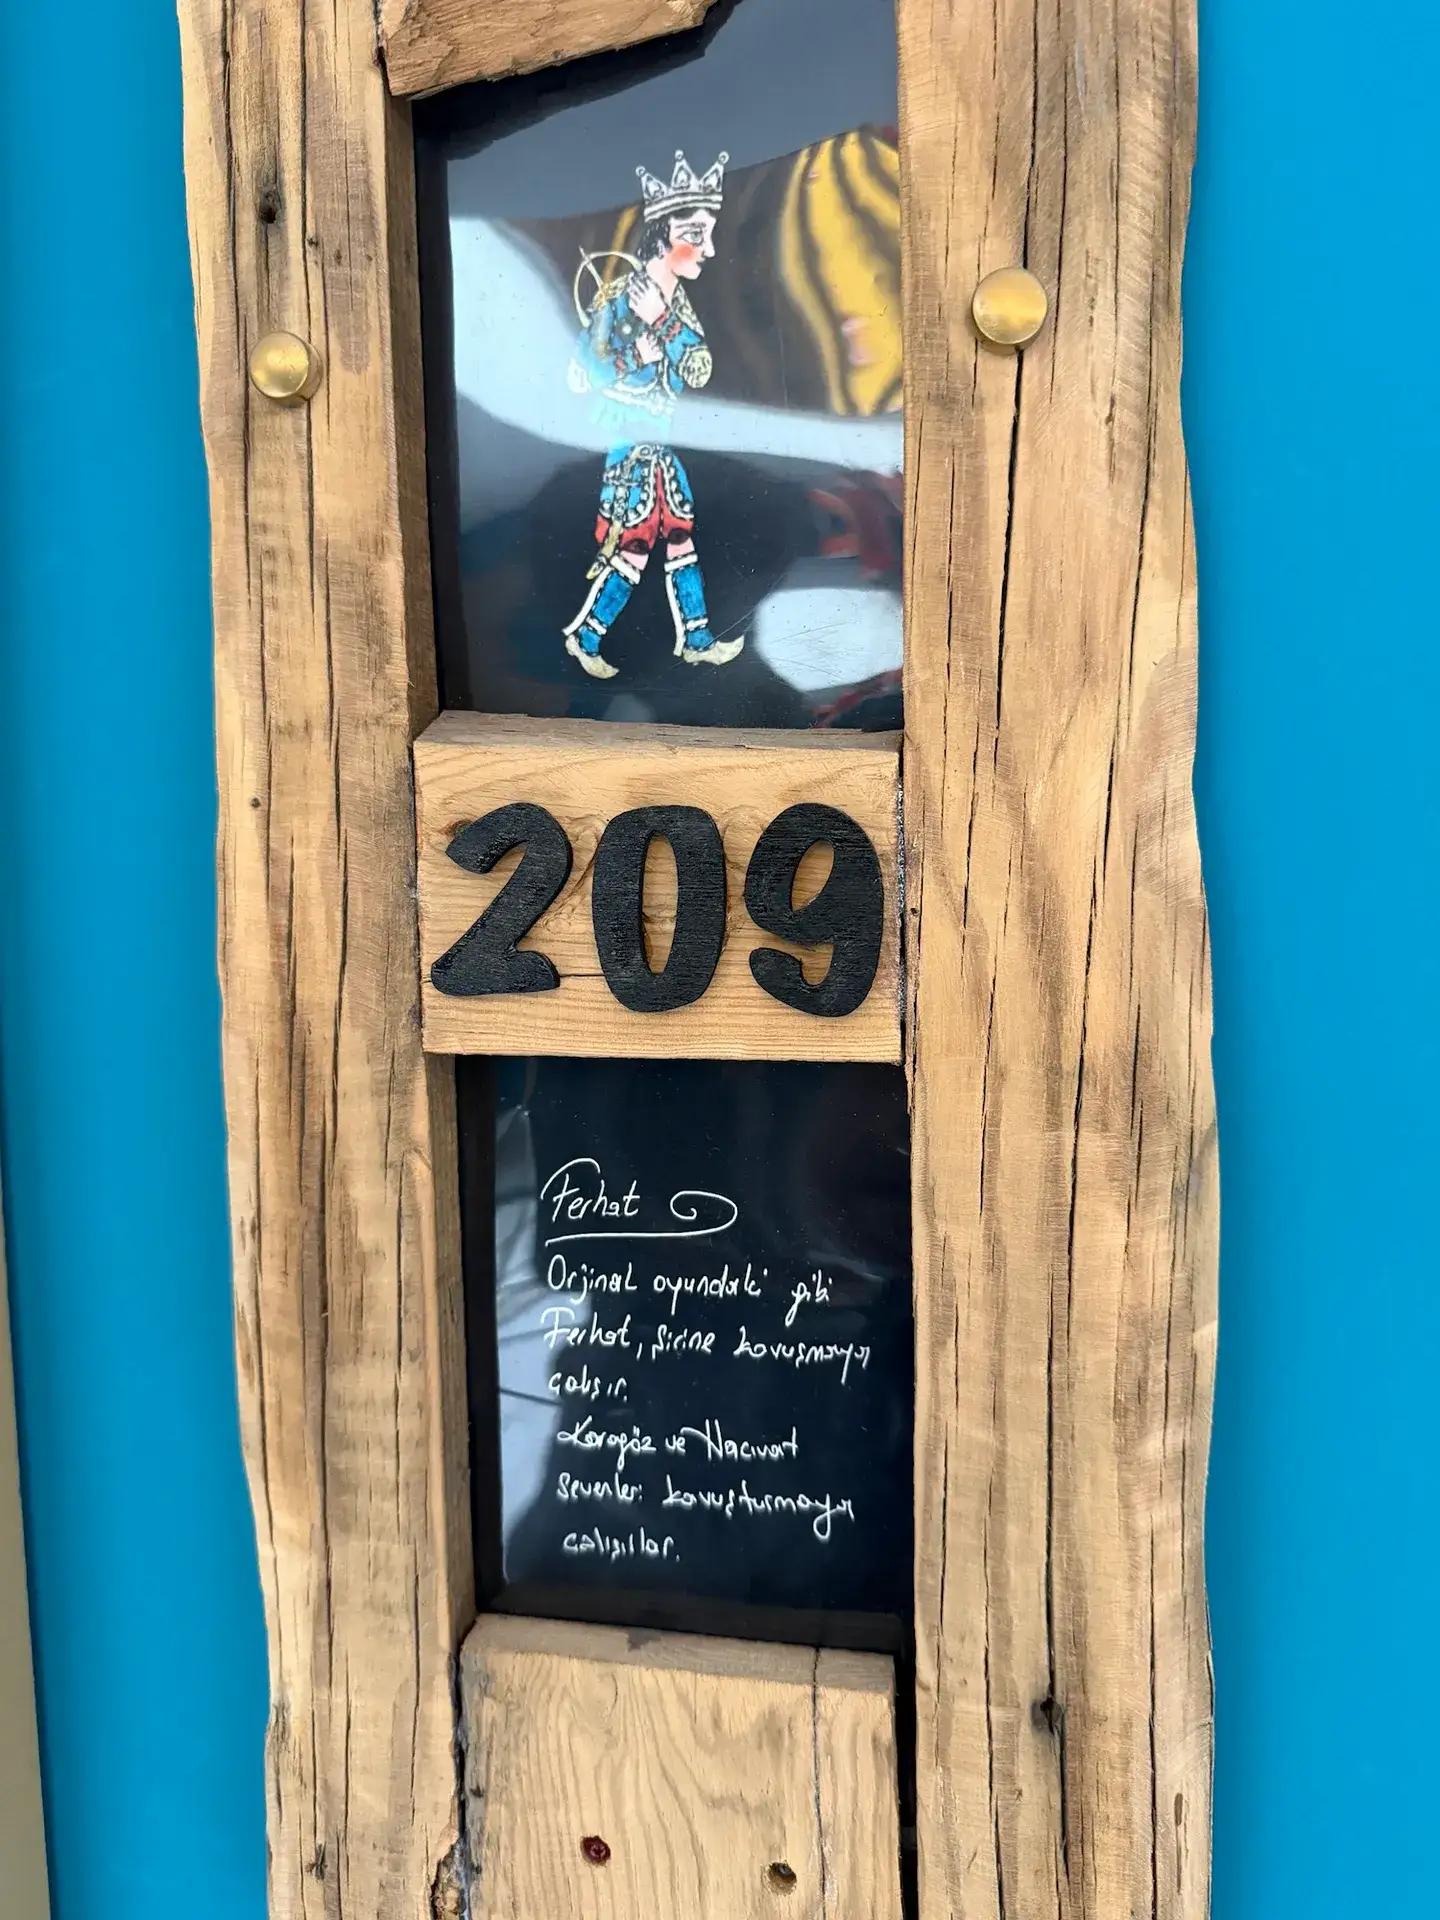 209
Ferhat
Orjinal oyundaki gibi
Ferhat, Şirine kavuşmaya
çalışır.
Karagöz ve Hacivat
Sevenleri kavuşturmaya
çalışırlar.